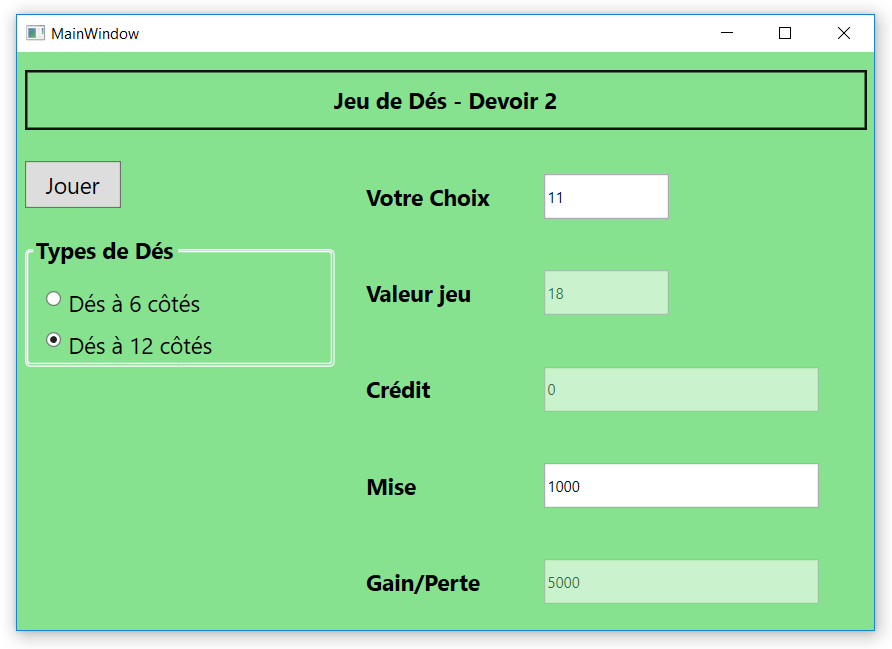 MainWindow
Jeu de Dés - Devoir 2
Jouer
Types de Dés
Dés à 6 côtés
Dés à 12 côtés
Votre Choix 11
Valeur jeu 18
Crédit 0
Mise 1000
Gain/Perte 5000